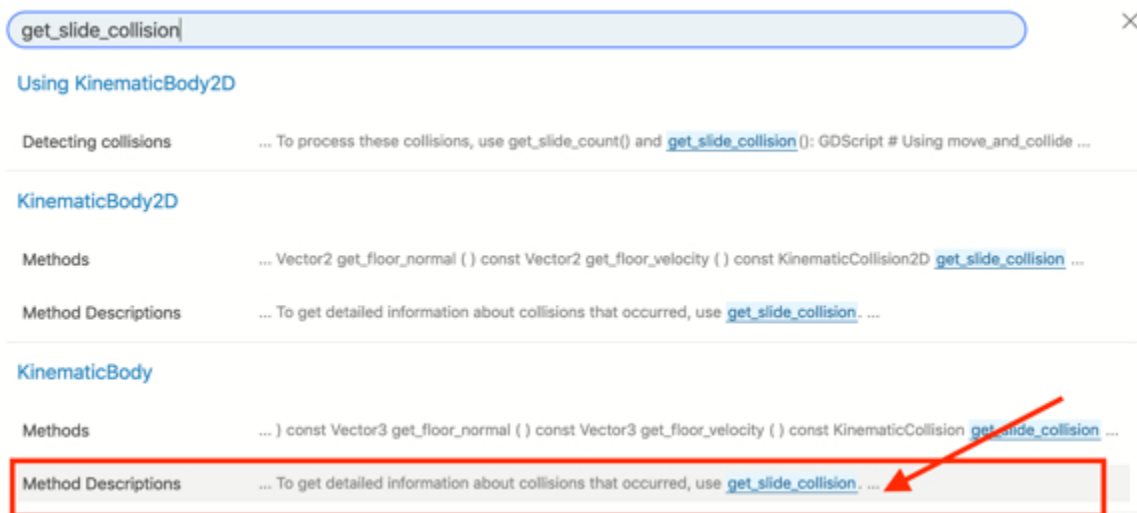 get_slide_collision
Using KinematicBody2D
Detecting collisions ... To process these collisions, use get_slide_count() and get_slide_collision(): GDScript # Using move_and_collide ...
KinematicBody2D
Methods ... Vector2 get_floor_normal ( ) const Vector2 get_floor_velocity ( ) const KinematicCollision2D get_slide_collision ...
Method Descriptions ... To get detailed information about collisions that occurred, use get_slide_collision. ...
KinematicBody
Methods ... ) const Vector3 get_floor_normal ( ) const Vector3 get_floor_velocity ( ) const KinematicCollision get_slide_collision ...
Method Descriptions ... To get detailed information about collisions that occurred, use get_slide_collision. ...